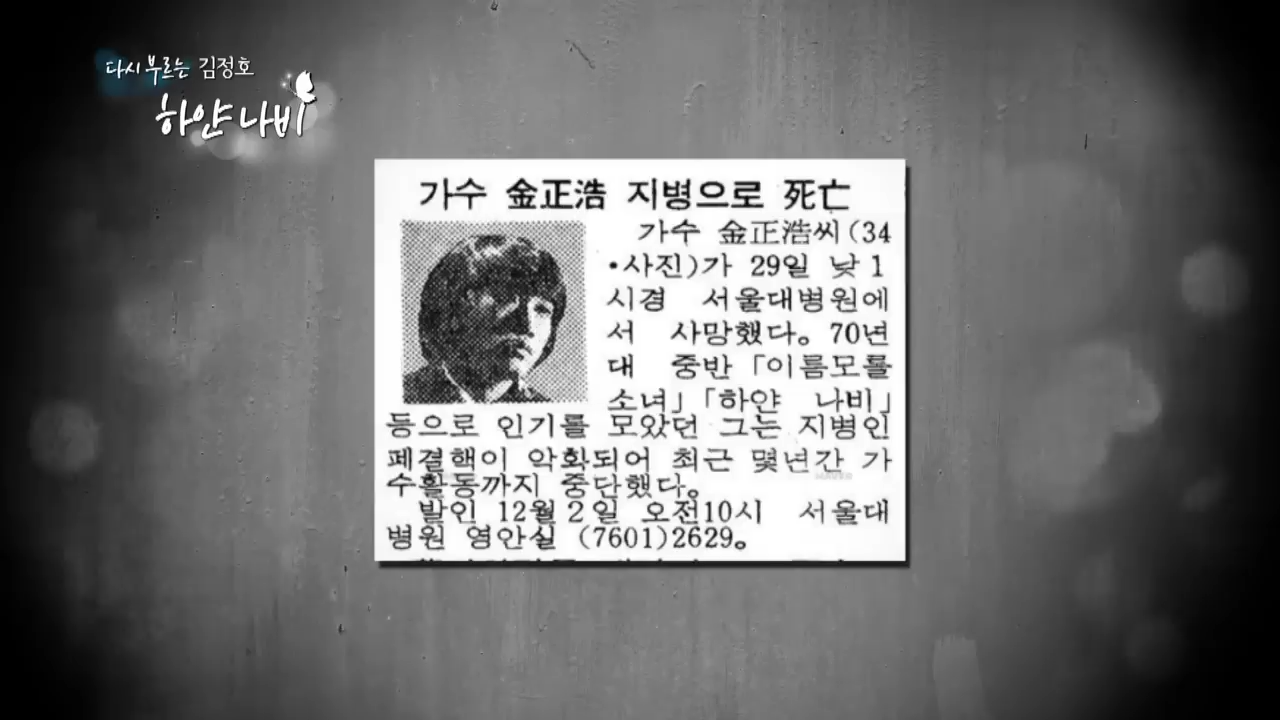 다시 부르는 김정호
하얀 나비
가수 金正浩 지병으로 死亡
가수 金正浩씨(34
•사진)가 29일 낮 1
시경 서울대병원에
서 사망했다。 70년
대 중반 「이름모를
소녀」「하얀 나비」
등으로 인기를 모았던 그는 지병인
폐결핵이 악화되어 최근 몇년간 가
수활동까지 중단했다。
발인 12월 2일 오전10시 서울대
병원 영안실 (7601)2629。